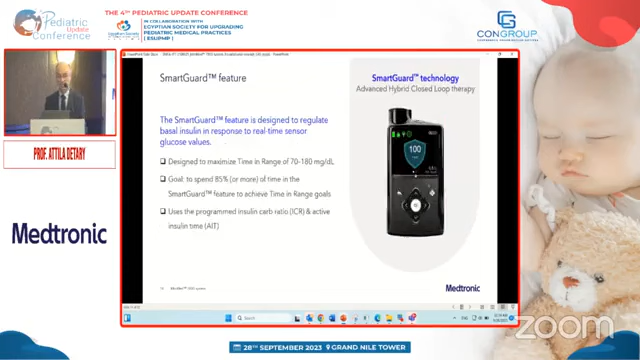 Pediatric
Update
Conference
THE 4TH PEDIATRIC UPDATE CONFERENCE
IN COLLABORATION WITH
EGYPTIAN SOCIETY FOR UPGRADING
PEDIATRIC MEDICAL PRACTICES
(ESUPMP)
CONGROUP
SmartGuard™ feature
The SmartGuard™ feature is designed to regulate
basal insulin in response to real-time sensor
glucose values.
Designed to maximize Time in Range of 70-180 mg/dL
Goal: to spend 85% (or more) of time in the
SmartGuard™ feature to achieve Time in Range goals
Uses the programmed insulin carb ratio (ICR) & active
insulin time (AIT)
SmartGuard™ technology
Advanced Hybrid Closed Loop therapy
100
Medtronic
PROF. ATTILA DETARY
Medtronic
Search
ENG
zoom
28TH SEPTEMBER 2023 GRAND NILE TOWER